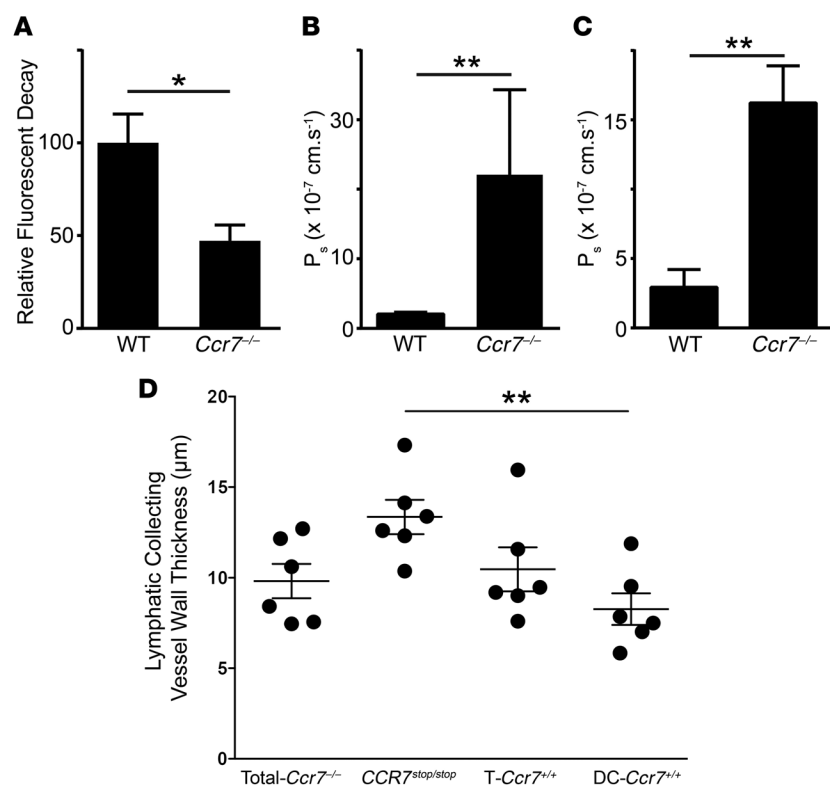 A
Relative Fluorescent Decay
100
50
0
*
WT
Ccr7⁻/⁻
B
Pₛ (x 10⁻⁷ cm.s⁻¹)
30
10
0
**
WT
Ccr7⁻/⁻
C
Pₛ (x 10⁻⁷ cm.s⁻¹)
15
5
0
**
WT
Ccr7⁻/⁻
D
Lymphatic Collecting
Vessel Wall Thickness (µm)
20
15
10
5
0
**
Total-Ccr7⁻/⁻
CCR7stop/stop
T-Ccr7⁺/⁺
DC-Ccr7⁺/⁺